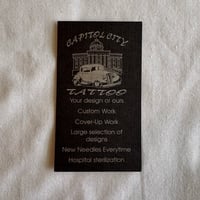 CAPITOL CITY
TATTOO
Your design or ours
Custom Work
Cover-Up Work
Large selection of
designs
New Needles Everytime
Hospital sterilization